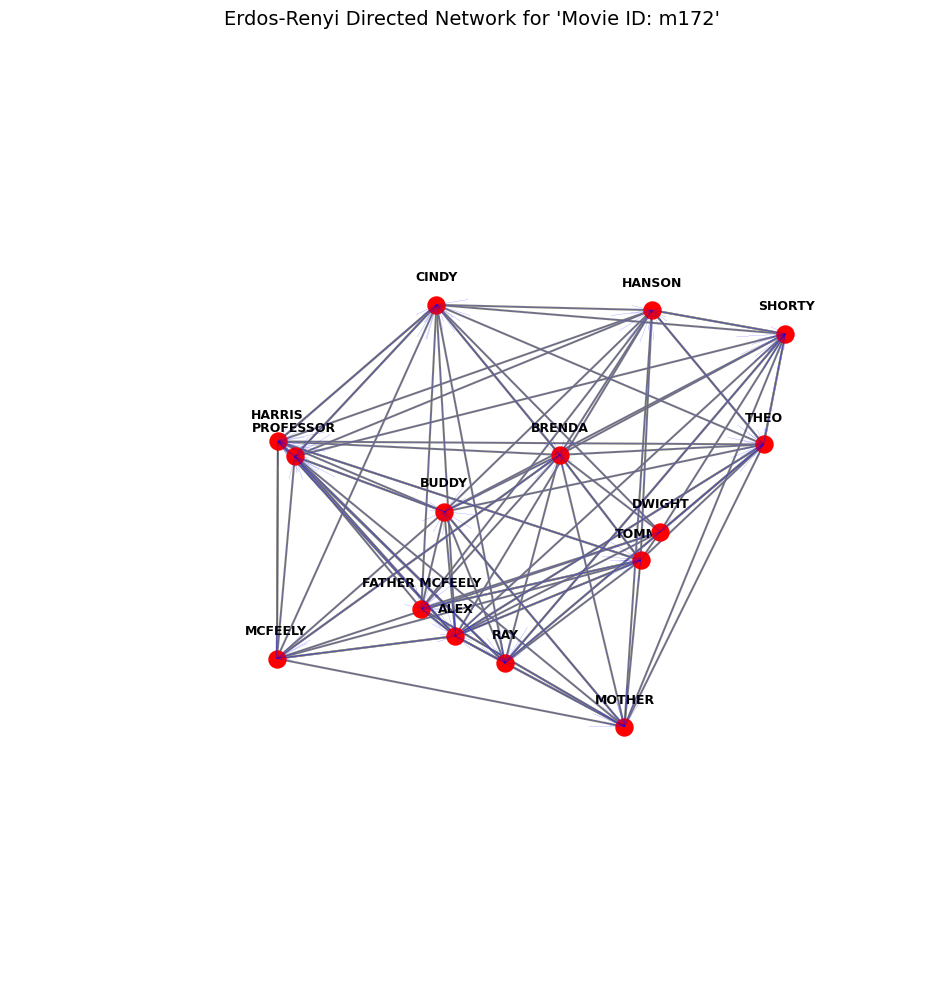 Erdos-Renyi Directed Network for 'Movie ID: m172'
CINDY
HANSON
SHORTY
HARRIS
PROFESSOR
THEO
BRENDA
BUDDY
DWIGHT
FATHER MCFEELY
ALEX
MCFEELY
RAY
MOTHER